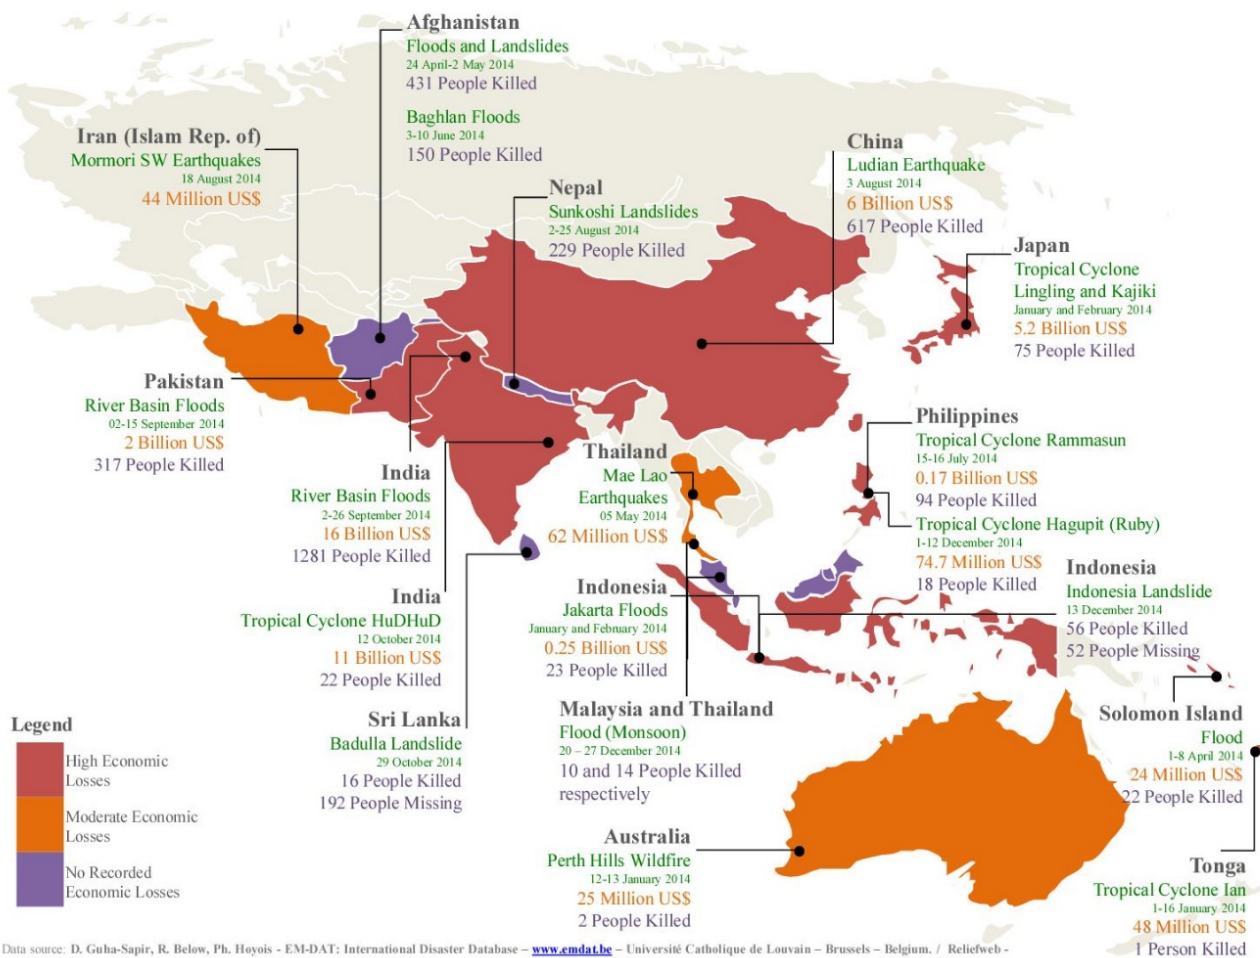 Afghanistan
Floods and Landslides
24 April-2 May 2014
431 People Killed
Baghlan Floods
3-10 June 2014
150 People Killed
Iran (Islam Rep. of)
Mormori SW Earthquakes
18 August 2014
44 Million US$
China
Ludian Earthquake
3 August 2014
6 Billion US$
617 People Killed
Nepal
Sunkoshi Landslides
2-25 August 2014
229 People Killed
Japan
Tropical Cyclone
Lingling and Kajiki
January and February 2014
5.2 Billion US$
75 People Killed
Pakistan
River Basin Floods
02-15 September 2014
2 Billion US$
317 People Killed
Philippines
Tropical Cyclone Rammasun
15-16 July 2014
0.17 Billion US$
94 People Killed
Tropical Cyclone Hagupit (Ruby)
1-12 December 2014
74.7 Million US$
18 People Killed
Thailand
Mae Lao
Earthquakes
05 May 2014
62 Million US$
India
River Basin Floods
2-26 September 2014
16 Billion US$
1281 People Killed
Indonesia
Indonesia Landslide
13 December 2014
56 People Killed
52 People Missing
Indonesia
Jakarta Floods
January and February 2014
0.25 Billion US$
23 People Killed
India
Tropical Cyclone HuDHuD
12 October 2014
11 Billion US$
22 People Killed
Malaysia and Thailand
Flood (Monsoon)
20 – 27 December 2014
10 and 14 People Killed
respectively
Solomon Island
Flood
1-8 April 2014
24 Million US$
22 People Killed
Sri Lanka
Badulla Landslide
29 October 2014
16 People Killed
192 People Missing
Legend
High Economic
Losses
Moderate Economic
Losses
No Recorded
Economic Losses
Australia
Perth Hills Wildfire
12-13 January 2014
25 Million US$
2 People Killed
Tonga
Tropical Cyclone Ian
1-16 January 2014
48 Million US$
1 Person Killed
Data source: D. Guha-Sapir, R. Below, Ph. Hoyois - EM-DAT: International Disaster Database – www.emdat.be – Université Catholique de Louvain – Brussels – Belgium. / Reliefweb -